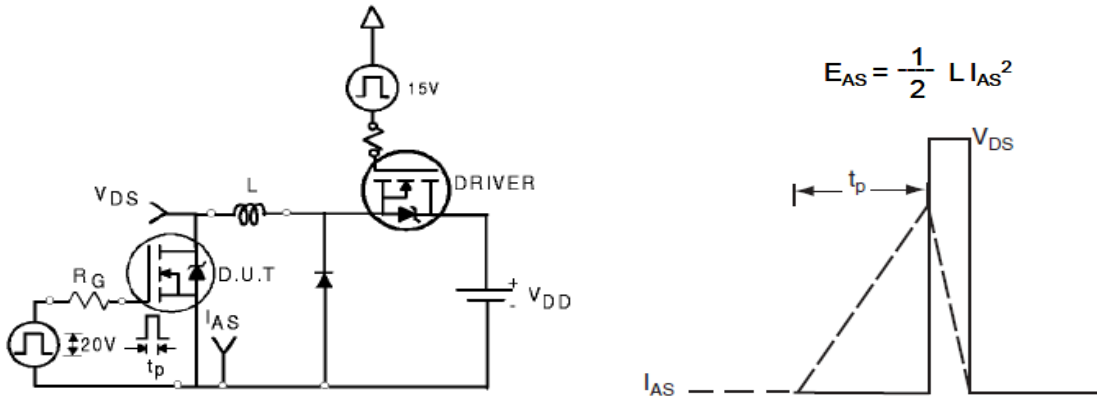 15V
DRIVER
L
VDS
D.U.T
RG
+
VDD
-
IAS
20V
tp
EAS = 1/2 L IAS²
VDS
tp
IAS